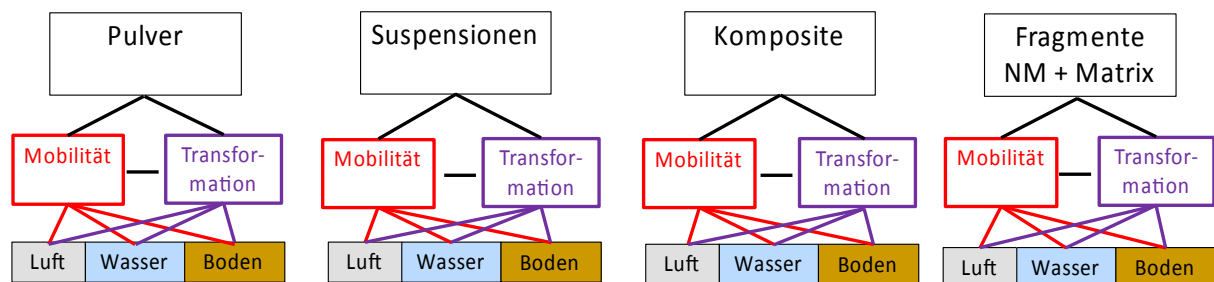 Pulver
Suspensionen
Komposite
Fragmente
NM + Matrix
Mobilität
Transfor-
mation
Mobilität
Transfor-
mation
Mobilität
Transfor-
mation
Mobilität
Transfor-
mation
Luft Wasser Boden
Luft Wasser Boden
Luft Wasser Boden
Luft Wasser Boden